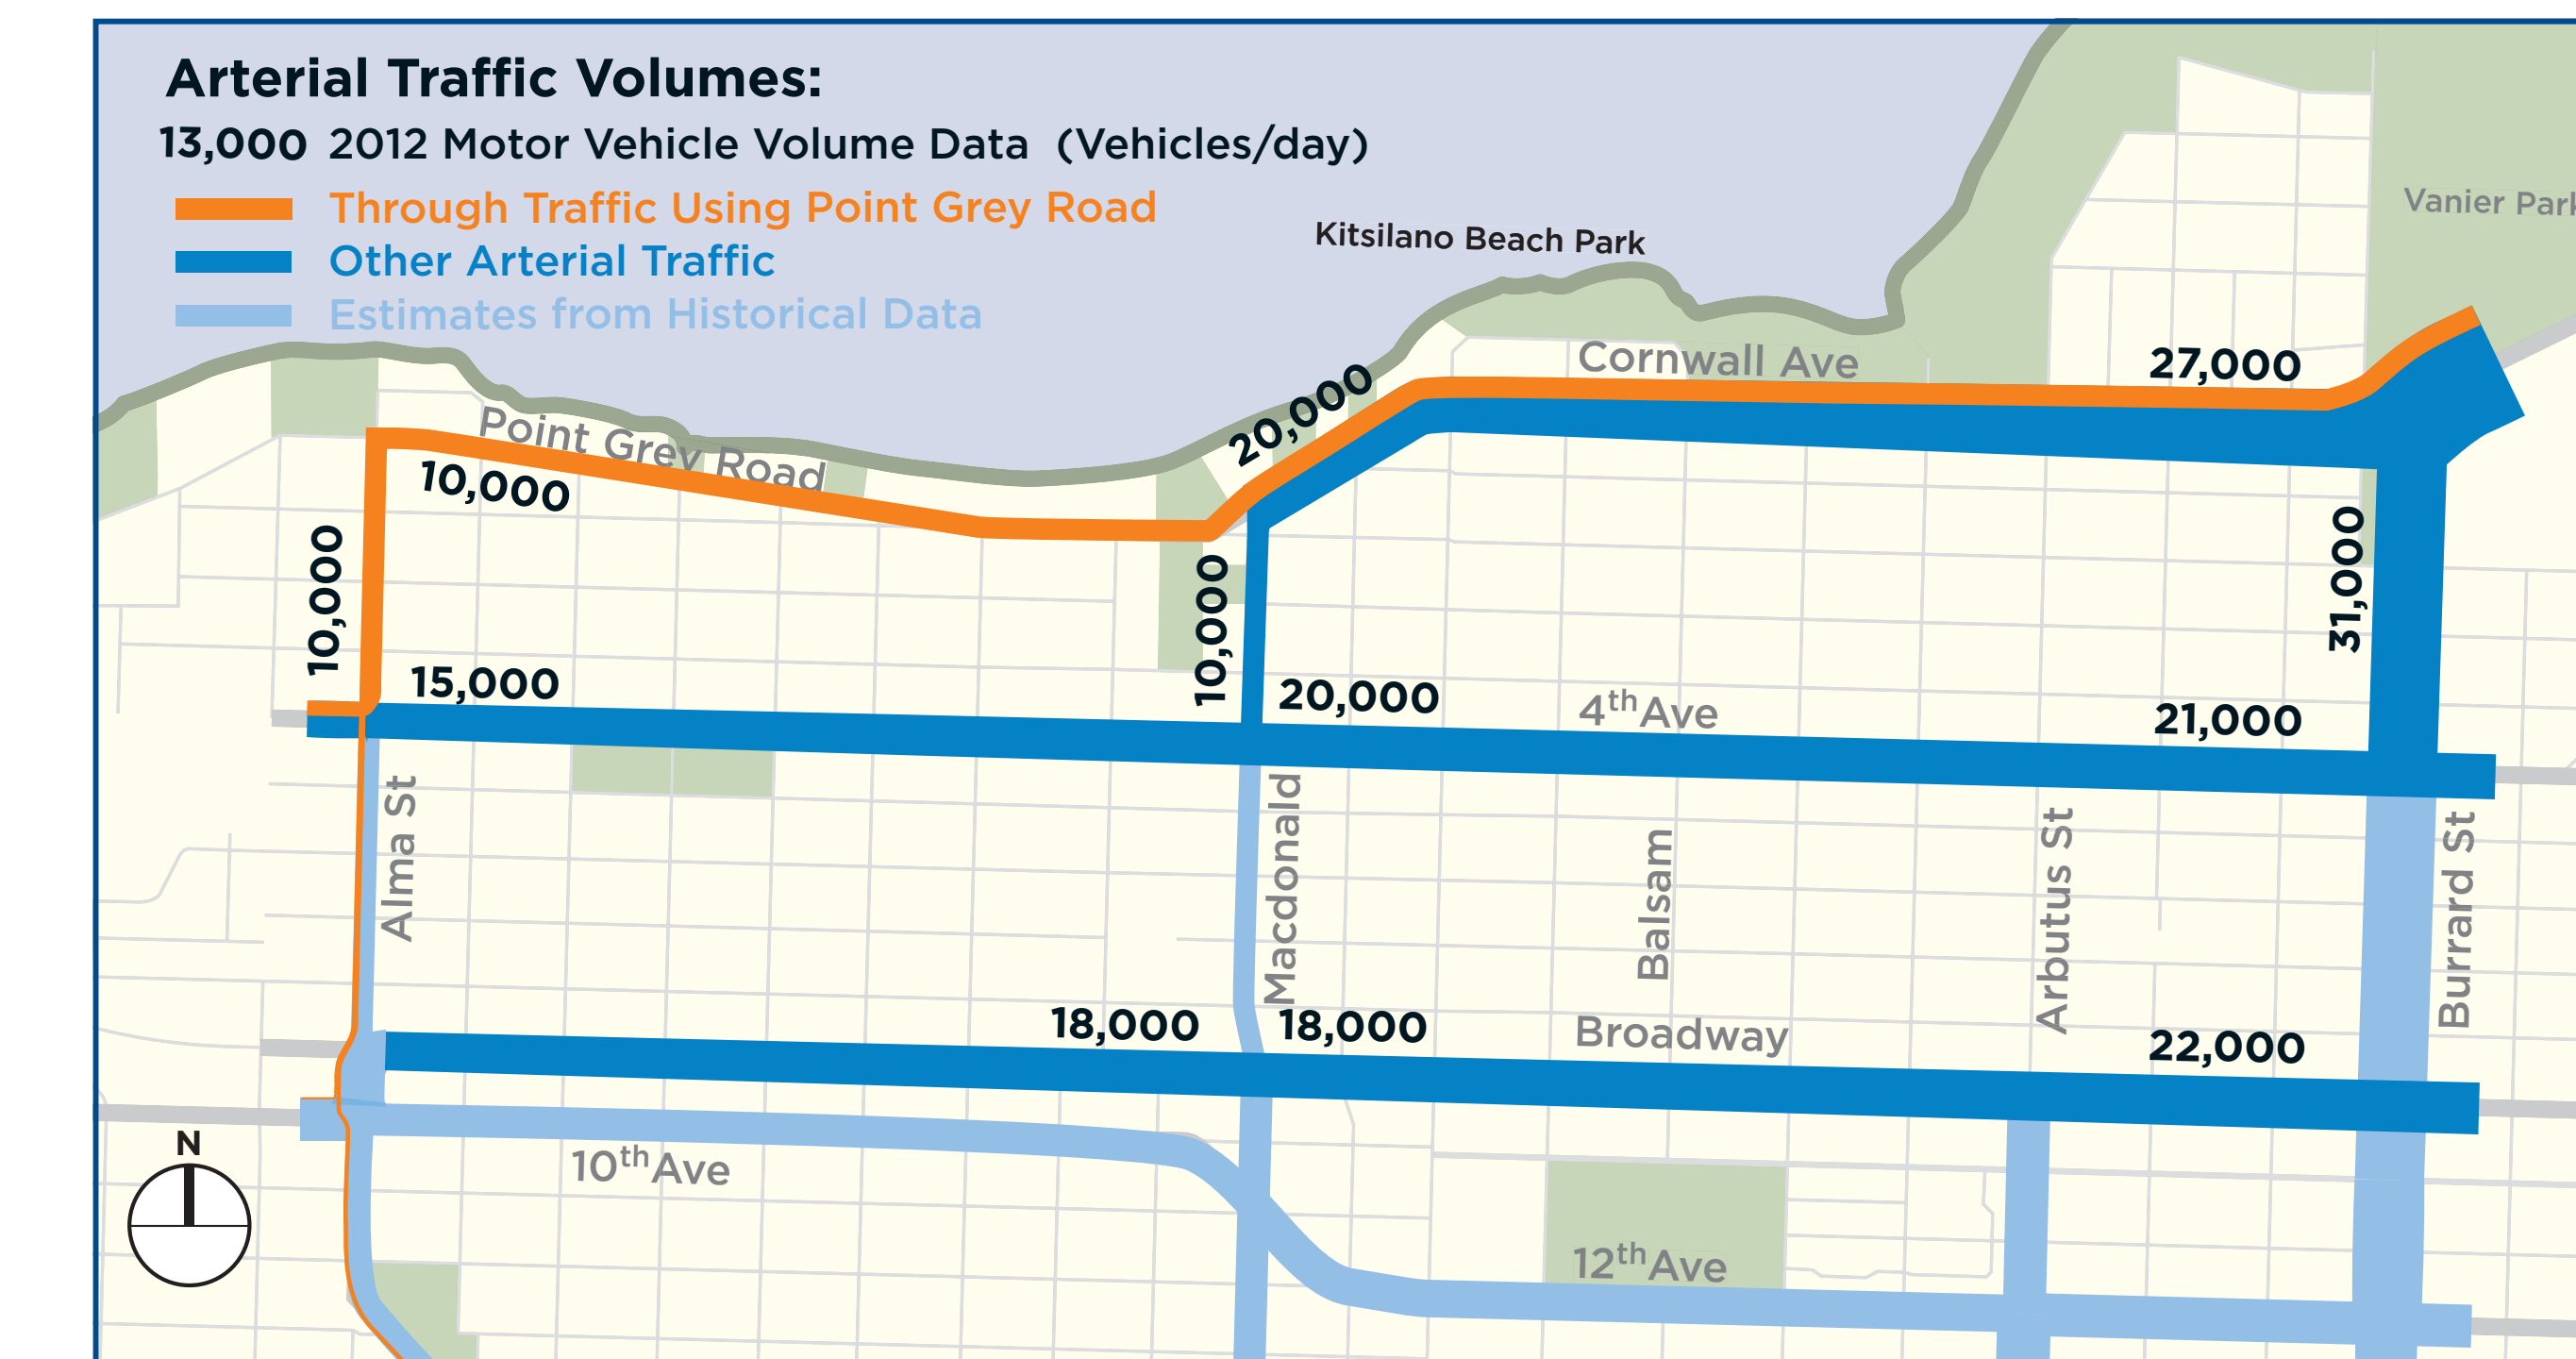 Arterial Traffic Volumes:
13,000 2012 Motor Vehicle Volume Data (Vehicles/day)
Through Traffic Using Point Grey Road
Other Arterial Traffic
Estimates from Historical Data
Kitsilano Beach Park
Vanier Park
Cornwall Ave
27,000
20,000
Point Grey Road
10,000
10,000
10,000
31,000
15,000
20,000
4th Ave
21,000
Alma St
Macdonald
Balsam
Arbutus St
Burrard St
18,000
18,000
Broadway
22,000
N
10th Ave
12th Ave